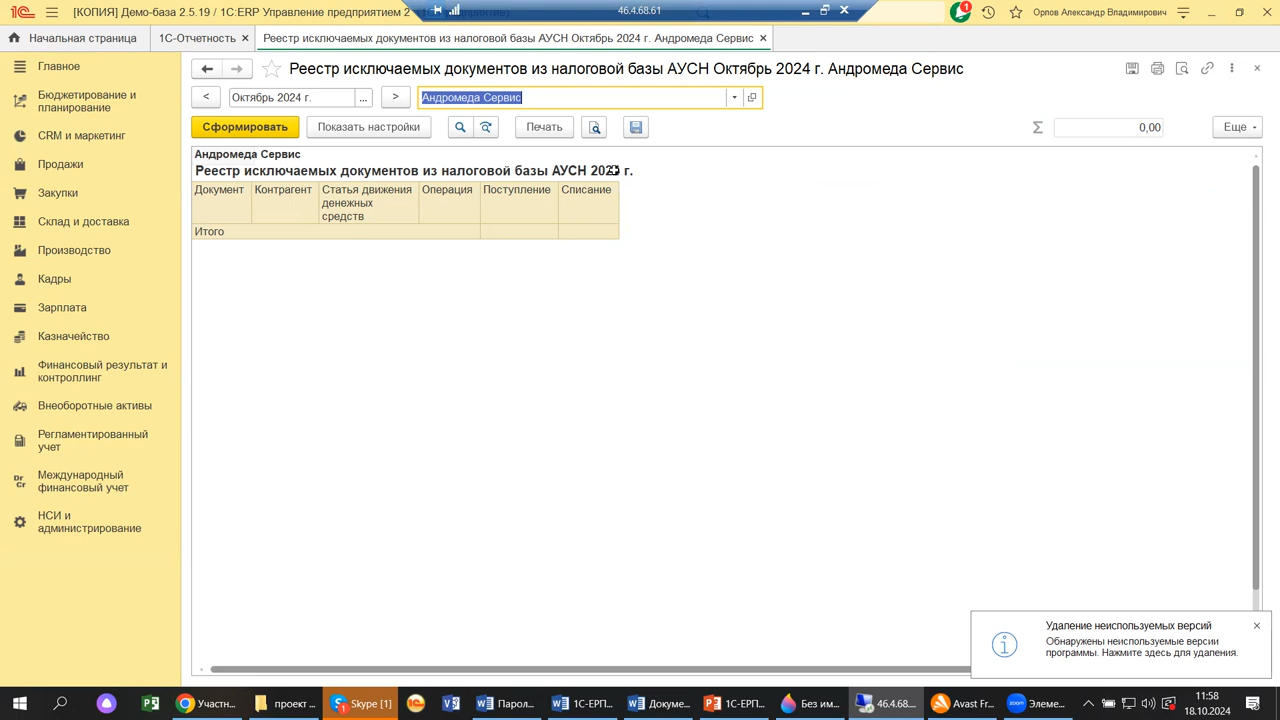 [КОПИЯ] Демо-база 2.5.19 / 1С:ERP Управление предприятием 2
46.4.68.61
1
Орлов Александр Владимирович
Начальная страница
1С-Отчетность
Реестр исключаемых документов из налоговой базы АУСН Октябрь 2024 г. Андромеда Сервис
Главное
Бюджетирование и
планирование
CRM и маркетинг
Продажи
Закупки
Склад и доставка
Производство
Кадры
Зарплата
Казначейство
Финансовый результат и
контроллинг
Внеоборотные активы
Регламентированный
учет
Международный
финансовый учет
НСИ и
администрирование
Реестр исключаемых документов из налоговой базы АУСН Октябрь 2024 г. Андромеда Сервис
< Октябрь 2024 г. ... > Андромеда Сервис
Сформировать Показать настройки Печать Σ 0,00 Еще
Андромеда Сервис
Реестр исключаемых документов из налоговой базы АУСН 2024 г.
Документ
Контрагент
Статья движения
денежных
средств
Операция
Поступление
Списание
Итого
Удаление неиспользуемых версий
Обнаружены неиспользуемые версии
программы. Нажмите здесь для удаления.
Участн...
проект ...
Skype [1]
Парол...
1С-ЕРП...
Докуме...
1С-ЕРП...
Без им...
46.4.68...
Avast Fr...
Элеме...
11:58
18.10.2024